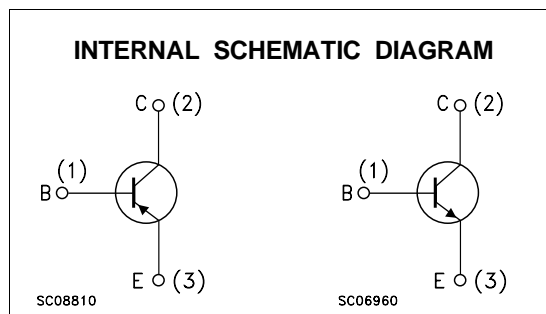 INTERNAL SCHEMATIC DIAGRAM
C (2)
C (2)
(1)
(1)
B
B
E (3)
E (3)
SC08810
SC06960